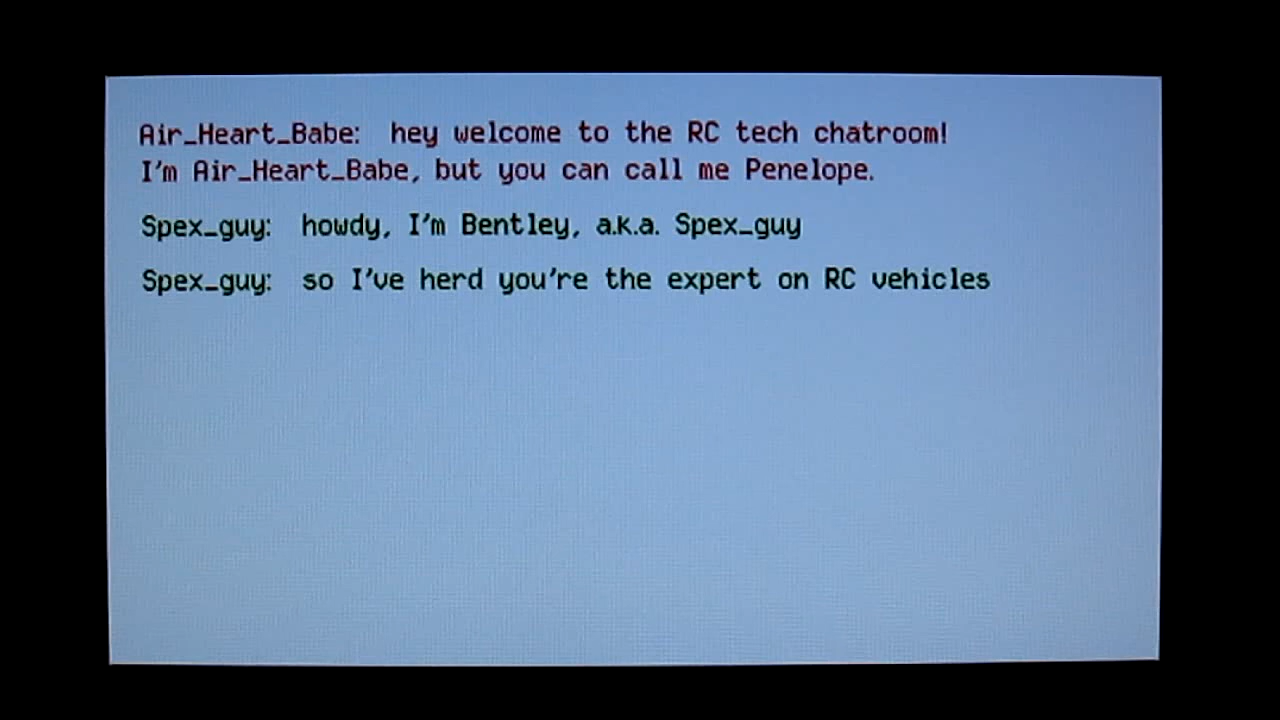 Air_Heart_Babe: hey welcome to the RC tech chatroom!
I'm Air_Heart_Babe, but you can call me Penelope.
Spex_guy: howdy, I'm Bentley, a.k.a. Spex_guy
Spex_guy: so I've herd you're the expert on RC vehicles